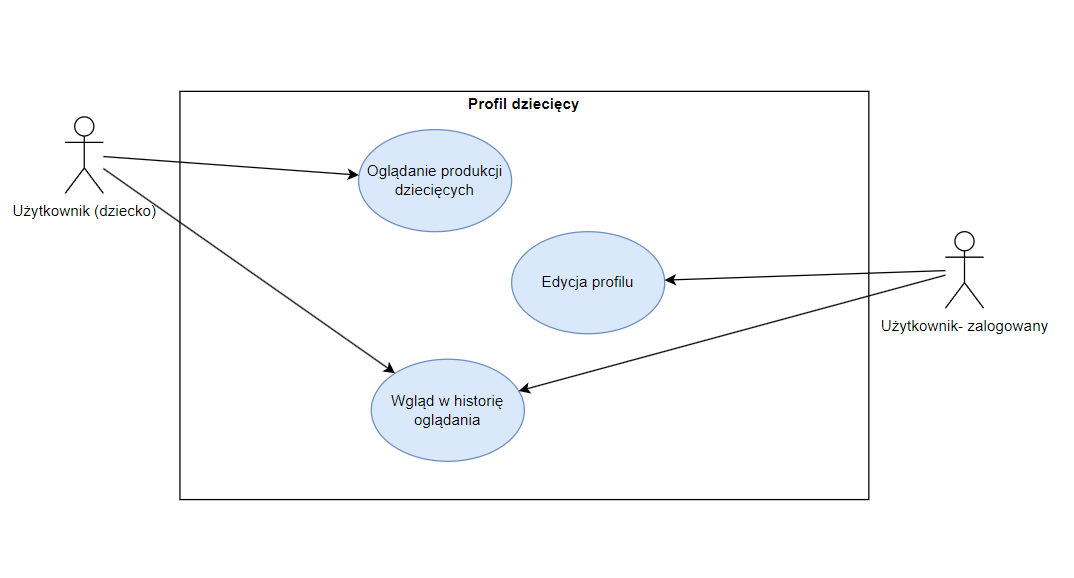 Profil dziecięcy
Oglądanie produkcji
dziecięcych
Użytkownik (dziecko)
Edycja profilu
Użytkownik- zalogowany
Wgląd w historię
oglądania